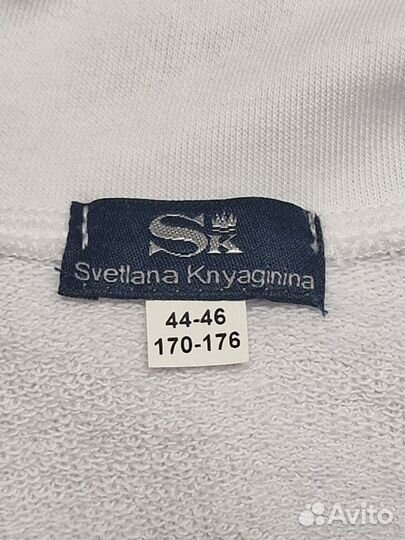 SK
Svetlana Knyaginina
44-46
170-176
Avito